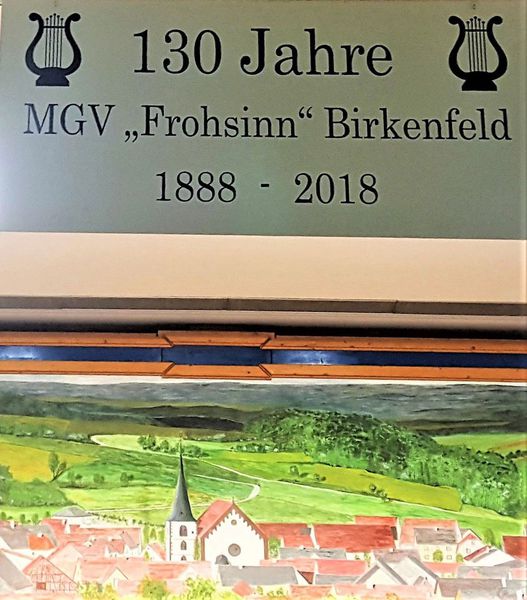 130 Jahre
MGV „Frohsinn“ Birkenfeld
1888 - 2018